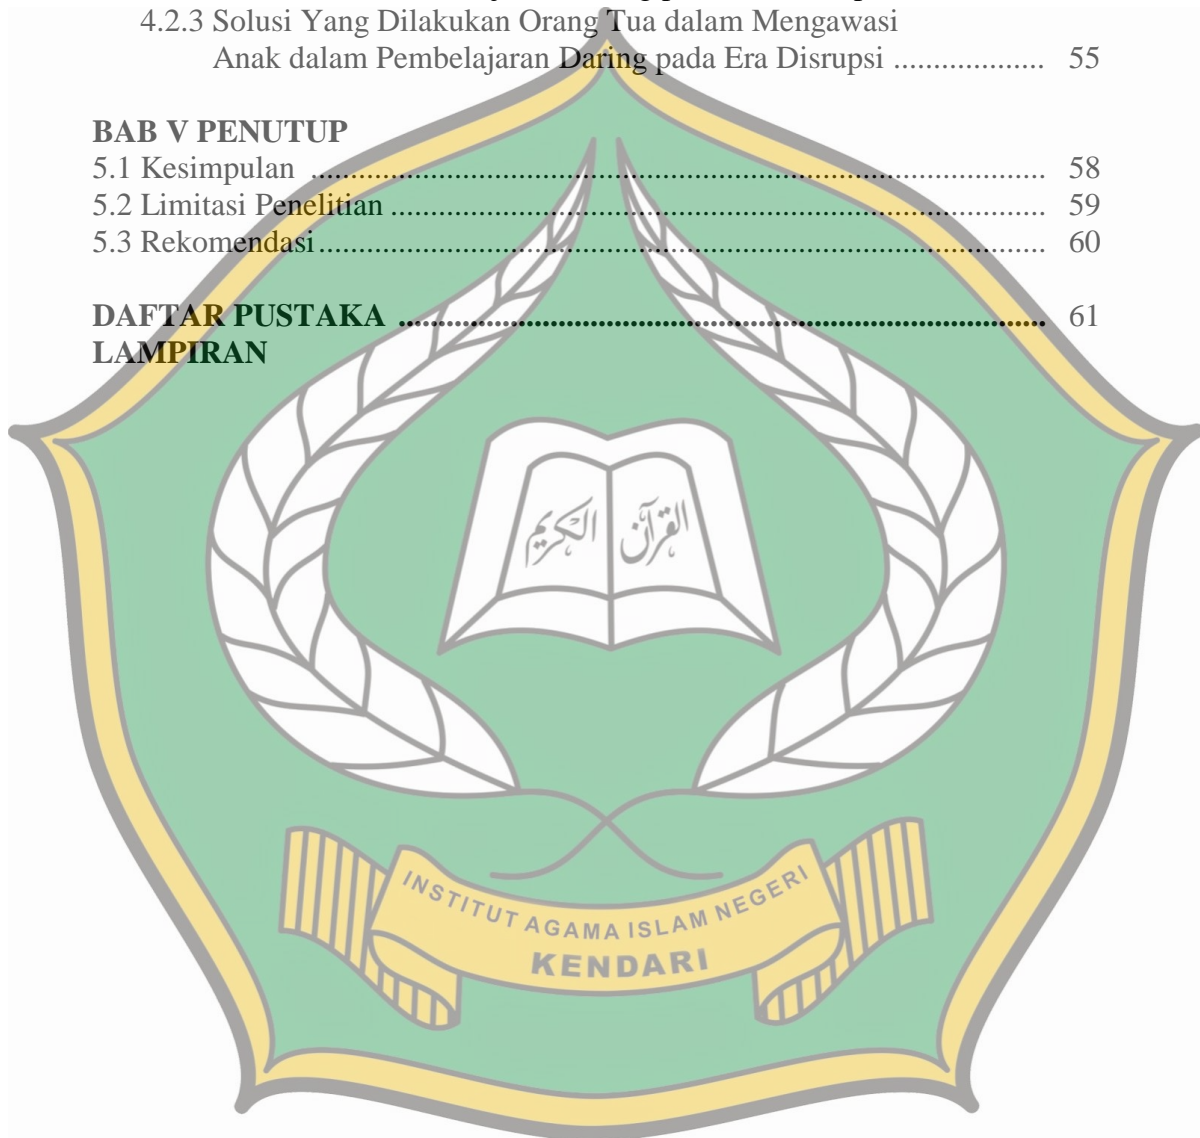 4.2.3 Solusi Yang Dilakukan Orang Tua dalam Mengawasi
Anak dalam Pembelajaran Daring pada Era Disrupsi ................... 55
BAB V PENUTUP
5.1 Kesimpulan ............................................................................................. 58
5.2 Limitasi Penelitian ................................................................................... 59
5.3 Rekomendasi............................................................................................ 60
DAFTAR PUSTAKA .................................................................................. 61
LAMPIRAN
القرآن الكريم
INSTITUT AGAMA ISLAM NEGERI
KENDARI